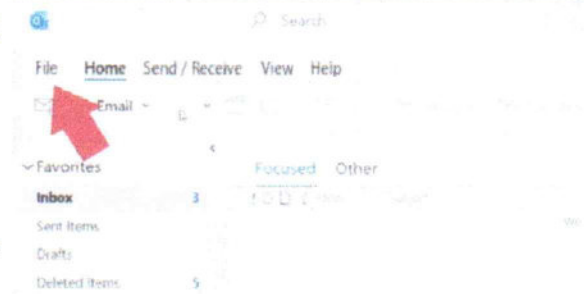 Search
File Home Send / Receive View Help
Email
Favorites
Focused Other
Inbox 3
Sent Items
Drafts
Deleted Items 5